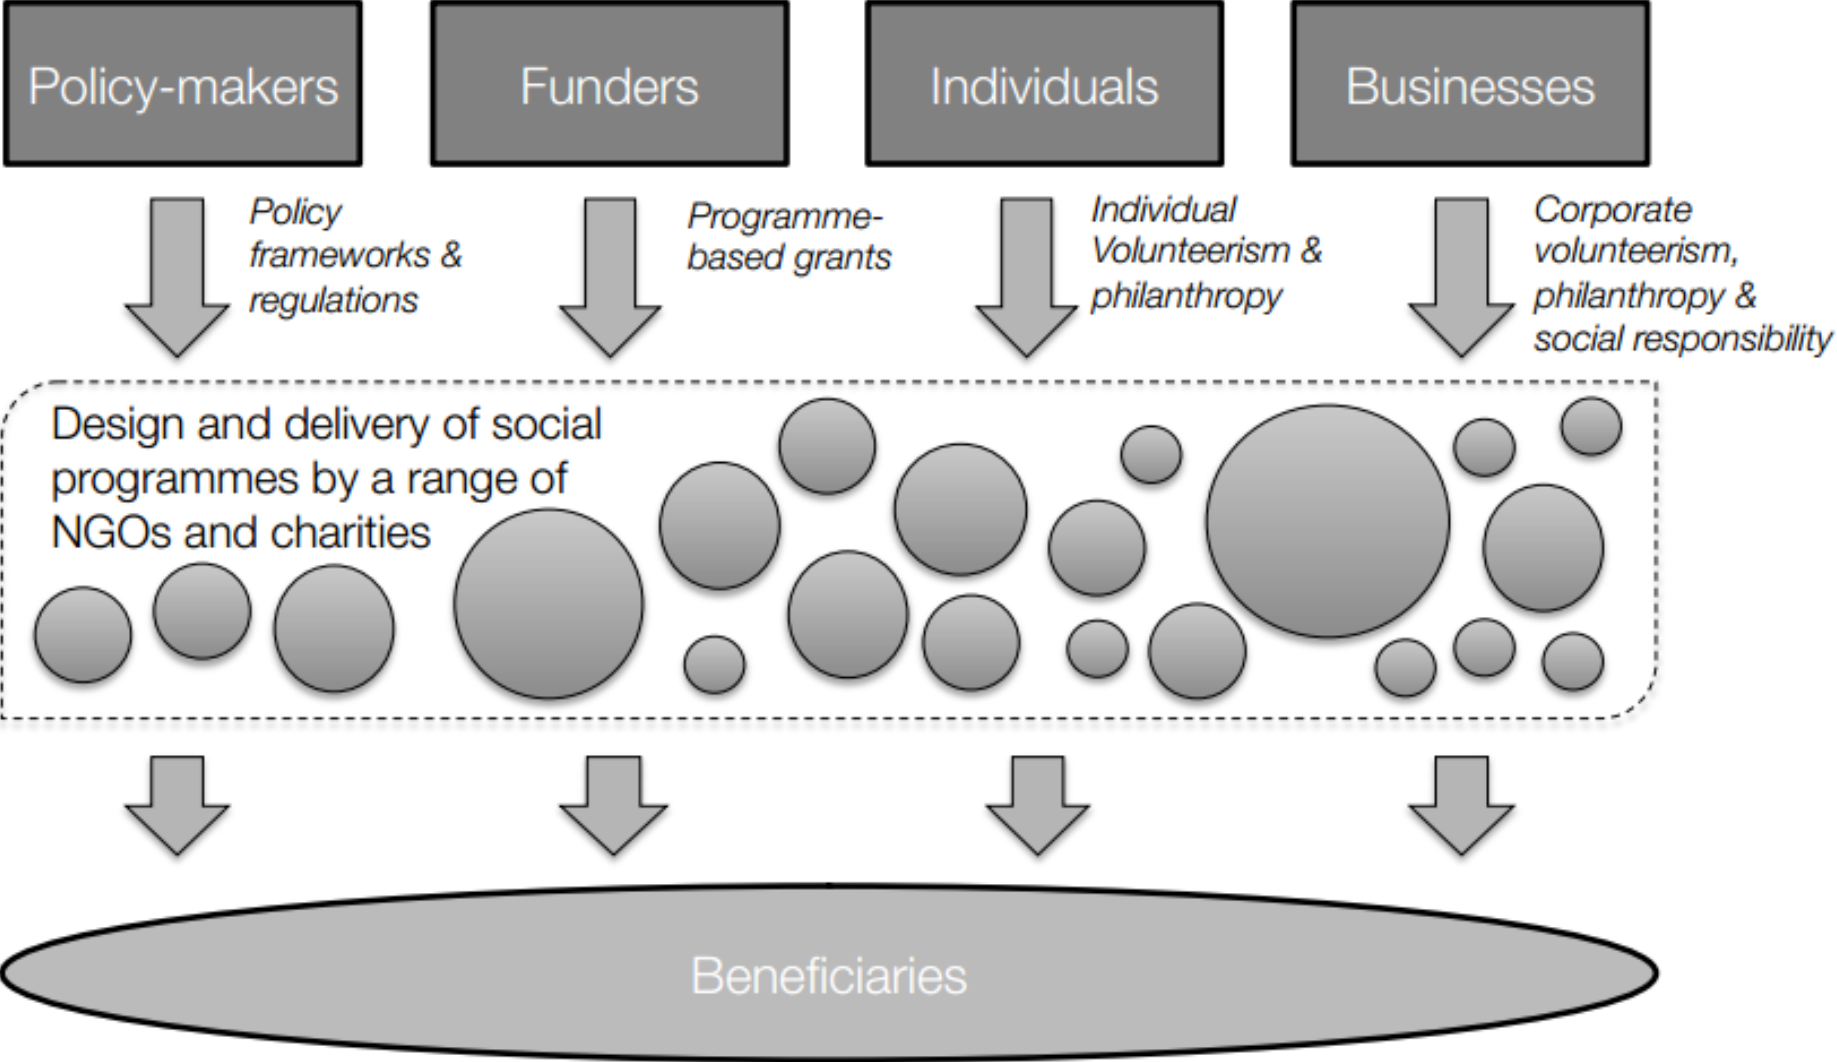 Policy-makers
Funders
Individuals
Businesses
Policy
frameworks &
regulations
Programme-
based grants
Individual
Volunteerism &
philanthropy
Corporate
volunteerism,
philanthropy &
social responsibility
Design and delivery of social
programmes by a range of
NGOs and charities
Beneficiaries